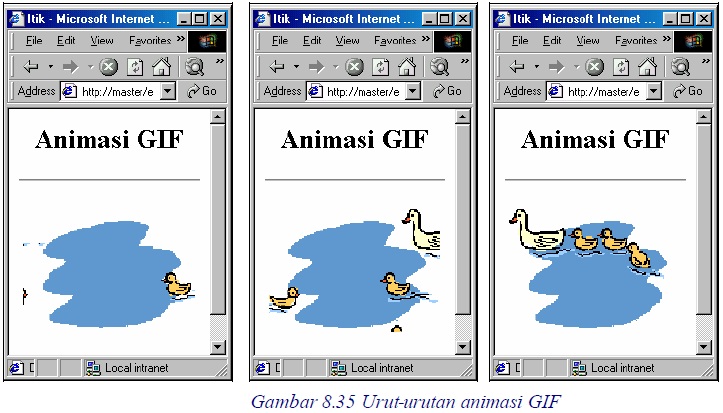 Itik - Microsoft Internet ...
File Edit View Favorites »
»
Address http://master/e Go
Animasi GIF
Local intranet
Itik - Microsoft Internet ...
File Edit View Favorites »
»
Address http://master/e Go
Animasi GIF
Local intranet
Itik - Microsoft Internet ...
File Edit View Favorites »
»
Address http://master/e Go
Animasi GIF
Local intranet
Gambar 8.35 Urut-urutan animasi GIF